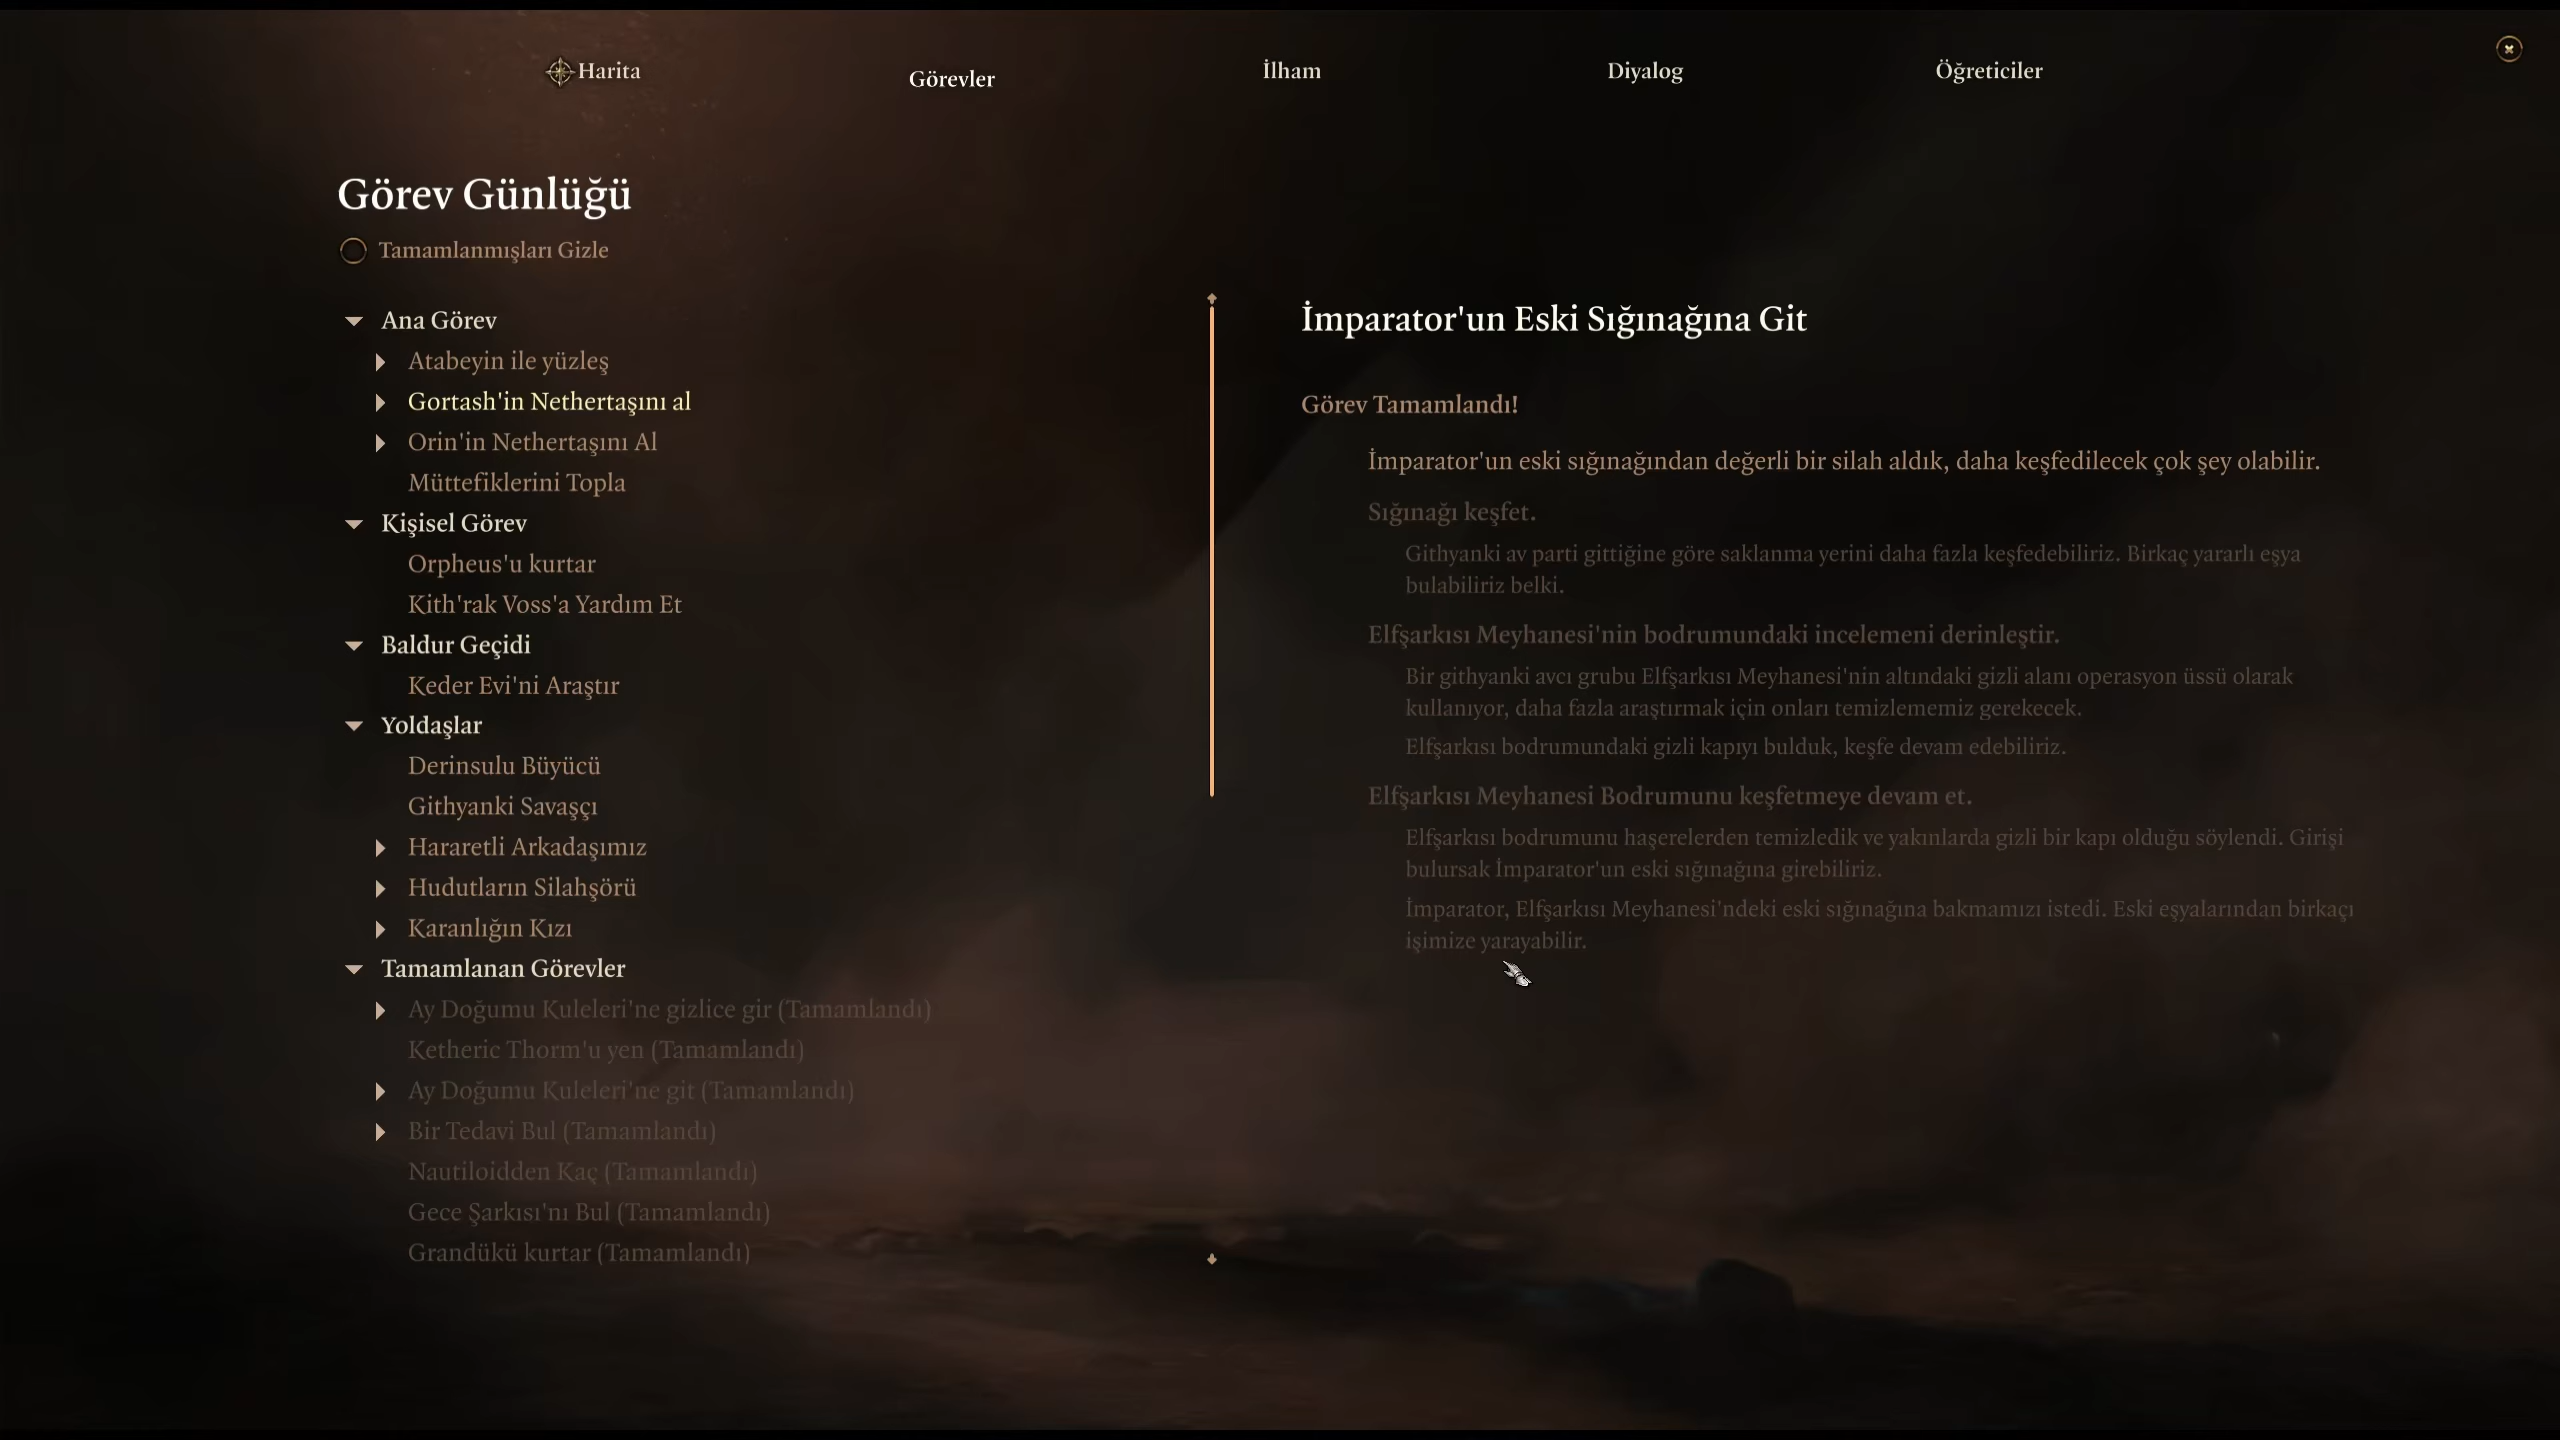 Harita
Görevler
İlham
Diyalog
Öğreticiler
Görev Günlüğü
Tamamlanmışları Gizle
Ana Görev
Atabeyin ile yüzleş
Gortash'in Nethertaşını al
Orin'in Nethertaşını Al
Müttefiklerini Topla
Kişisel Görev
Orpheus'u kurtar
Kith'rak Voss'a Yardım Et
Baldur Geçidi
Keder Evi'ni Araştır
Yoldaşlar
Derinsulu Büyücü
Githyanki Savaşçı
Hararetli Arkadaşımız
Hudutların Silahşörü
Karanlığın Kızı
Tamamlanan Görevler
Ay Doğumu Kuleleri'ne gizlice gir (Tamamlandı)
Ketheric Thorm'u yen (Tamamlandı)
Ay Doğumu Kuleleri'ne git (Tamamlandı)
Bir Tedavi Bul (Tamamlandı)
Nautiloidden Kaç (Tamamlandı)
Gece Şarkısı'nı Bul (Tamamlandı)
Grandükü kurtar (Tamamlandı)
İmparator'un Eski Sığınağına Git
Görev Tamamlandı!
İmparator'un eski sığınağından değerli bir silah aldık, daha keşfedilecek çok şey olabilir.
Sığınağı keşfet.
Githyanki av parti gittiğine göre saklanma yerini daha fazla keşfedebiliriz. Birkaç yararlı eşya
bulabiliriz belki.
Elfşarkısı Meyhanesi'nin bodrumundaki incelemeni derinleştir.
Bir githyanki avcı grubu Elfşarkısı Meyhanesi'nin altındaki gizli alanı operasyon üssü olarak
kullanıyor, daha fazla araştırmak için onları temizlememiz gerekecek.
Elfşarkısı bodrumundaki gizli kapıyı bulduk, keşfe devam edebiliriz.
Elfşarkısı Meyhanesi Bodrumunu keşfetmeye devam et.
Elfşarkısı bodrumunu haşerelerden temizledik ve yakınlarda gizli bir kapı olduğu söylendi. Girişi
bulursak İmparator'un eski sığınağına girebiliriz.
İmparator, Elfşarkısı Meyhanesi'ndeki eski sığınağına bakmamızı istedi. Eski eşyalarından birkaçı
işimize yarayabilir.